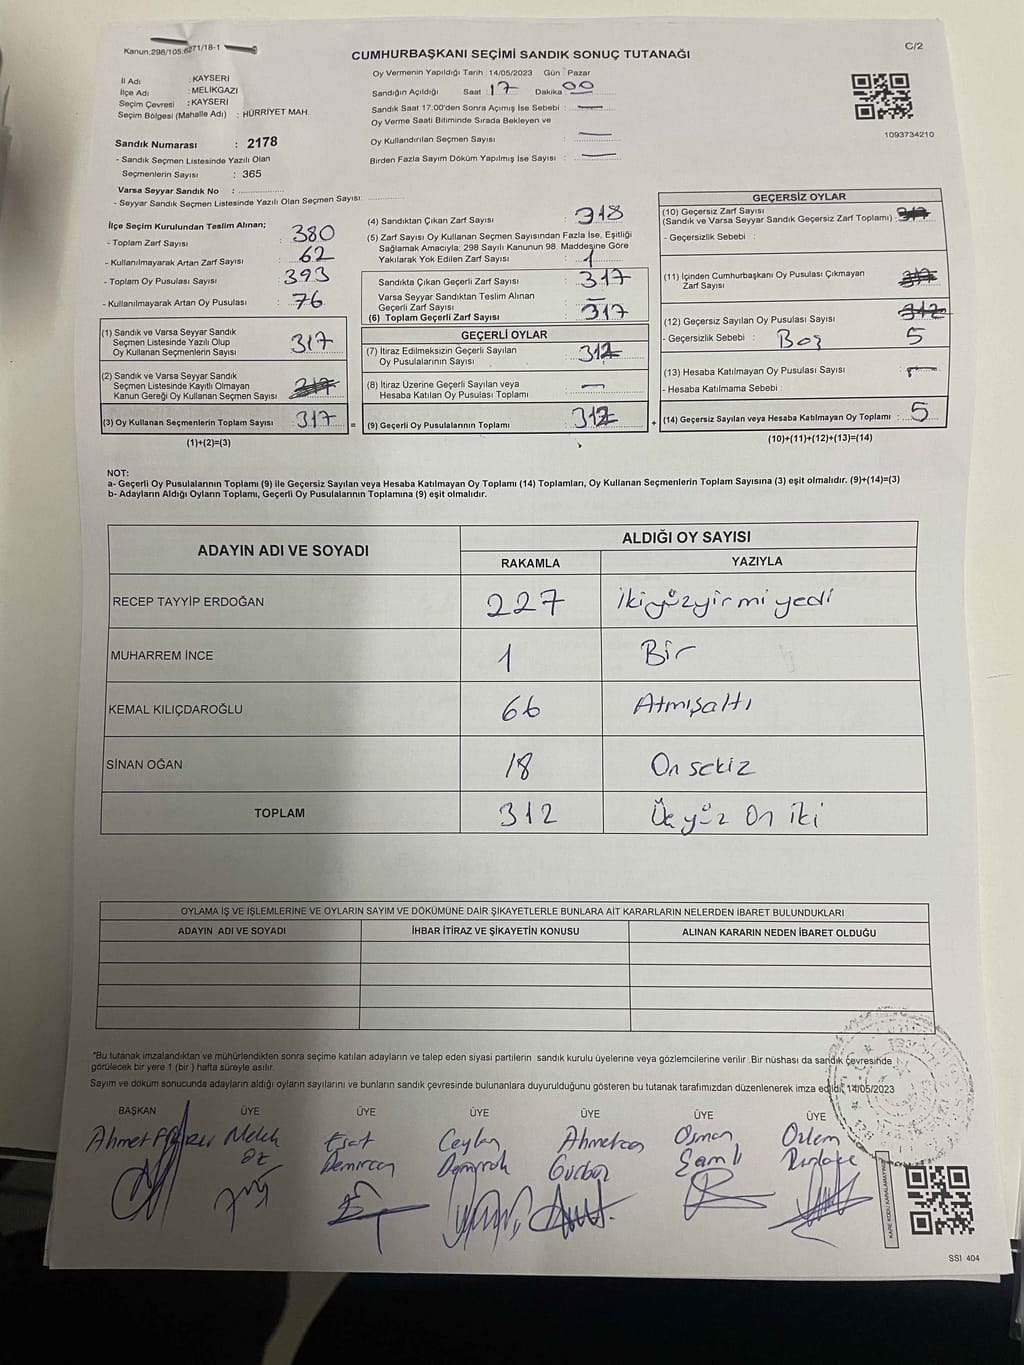 Kanun.298/105,6271/18-1
CUMHURBAŞKANI SEÇİMİ SANDIK SONUÇ TUTANAĞI
C/2
İl Adı : KAYSERİ
İlçe Adı : MELİKGAZİ
Seçim Çevresi : KAYSERİ
Seçim Bölgesi (Mahalle Adı) : HÜRRİYET MAH.
Sandık Numarası : 2178
- Sandık Seçmen Listesinde Yazılı Olan
Seçmenlerin Sayısı : 365
Varsa Seyyar Sandık No :
- Seyyar Sandık Seçmen Listesinde Yazılı Olan Seçmen Sayısı:
Oy Vermenin Yapıldığı Tarih :14/05/2023 Gün : Pazar
Sandığın Açıldığı Saat : 17 Dakika : 00
Sandık Saat 17:00'den Sonra Açımış İse Sebebi : —
Oy Verme Saati Bitiminde Sırada Bekleyen ve
Oy Kullandırılan Seçmen Sayısı : —
Birden Fazla Sayım Döküm Yapılmış İse Sayısı : —
1093734210
İlçe Seçim Kurulundan Teslim Alınan;
- Toplam Zarf Sayısı : 380
- Kullanılmayarak Artan Zarf Sayısı : 62
- Toplam Oy Pusulası Sayısı : 393
- Kullanılmayarak Artan Oy Pusulası : 76
(1) Sandık ve Varsa Seyyar Sandık
Seçmen Listesinde Yazılı Olup
Oy Kullanan Seçmenlerin Sayısı : 317
(2) Sandık ve Varsa Seyyar Sandık
Seçmen Listesinde Kayıtlı Olmayan
Kanun Gereği Oy Kullanan Seçmen Sayısı : 317
(3) Oy Kullanan Seçmenlerin Toplam Sayısı : 317
(1)+(2)=(3)
(4) Sandıktan Çıkan Zarf Sayısı : 318
(5) Zarf Sayısı Oy Kullanan Seçmen Sayısından Fazla İse, Eşitliği
Sağlamak Amacıyla; 298 Sayılı Kanunun 98. Maddesine Göre
Yakılarak Yok Edilen Zarf Sayısı : 1
Sandıkta Çıkan Geçerli Zarf Sayısı : 317
Varsa Seyyar Sandıktan Teslim Alınan
Geçerli Zarf Sayısı : —
(6) Toplam Geçerli Zarf Sayısı : 317
GEÇERLİ OYLAR
(7) İtiraz Edilmeksizin Geçerli Sayılan
Oy Pusulalarının Sayısı : 312
(8) İtiraz Üzerine Geçerli Sayılan veya
Hesaba Katılan Oy Pusulası Toplamı : —
= (9) Geçerli Oy Pusulalarının Toplamı : 312
GEÇERSİZ OYLAR
(10) Geçersiz Zarf Sayısı
(Sandık ve Varsa Seyyar Sandık Geçersiz Zarf Toplamı) : 317
- Geçersizlik Sebebi :
(11) İçinden Cumhurbaşkanı Oy Pusulası Çıkmayan
Zarf Sayısı : 317
(12) Geçersiz Sayılan Oy Pusulası Sayısı : 312
- Geçersizlik Sebebi : Boş 5
(13) Hesaba Katılmayan Oy Pusulası Sayısı : —
- Hesaba Katılmama Sebebi :
+ (14) Geçersiz Sayılan veya Hesaba Katılmayan Oy Toplamı : 5
(10)+(11)+(12)+(13)=(14)
NOT:
a- Geçerli Oy Pusulalarının Toplamı (9) ile Geçersiz Sayılan veya Hesaba Katılmayan Oy Toplamı (14) Toplamları, Oy Kullanan Seçmenlerin Toplam Sayısına (3) eşit olmalıdır. (9)+(14)=(3)
b- Adayların Aldığı Oyların Toplamı, Geçerli Oy Pusulalarının Toplamına (9) eşit olmalıdır.
ADAYIN ADI VE SOYADI
ALDIĞI OY SAYISI
RAKAMLA YAZIYLA
RECEP TAYYİP ERDOĞAN 227 ikiyüzyirmi yedi
MUHARREM İNCE 1 Bir
KEMAL KILIÇDAROĞLU 66 Atmışaltı
SİNAN OĞAN 18 On sekiz
TOPLAM 312 Üç yüz On iki
OYLAMA İŞ VE İŞLEMLERİNE VE OYLARIN SAYIM VE DÖKÜMÜNE DAİR ŞİKAYETLERLE BUNLARA AİT KARARLARIN NELERDEN İBARET BULUNDUKLARI
ADAYIN ADI VE SOYADI İHBAR İTİRAZ VE ŞİKAYETİN KONUSU ALINAN KARARIN NEDEN İBARET OLDUĞU
*Bu tutanak imzalandıktan ve mühürlendikten sonra seçime katılan adayların ve talep eden siyasi partilerin sandık kurulu üyelerine veya gözlemcilerine verilir .Bir nüshası da sandık çevresinde
görülecek bir yere 1 (bir ) hafta süreyle asılır.
Sayım ve döküm sonucunda adayların aldığı oyların sayılarını ve bunların sandık çevresinde bulunanlara duyurulduğunu gösteren bu tutanak tarafımızdan düzenlenerek imza edildi. 14/05/2023
BAŞKAN ÜYE ÜYE ÜYE ÜYE ÜYE ÜYE
Ahmet Melek Esat Ceylan Ahmetcan Osman Özlem
Öz Demircan Demirok Gürbüz Şamlı
KARE KODU KARALAMAYINIZ
SSI 404